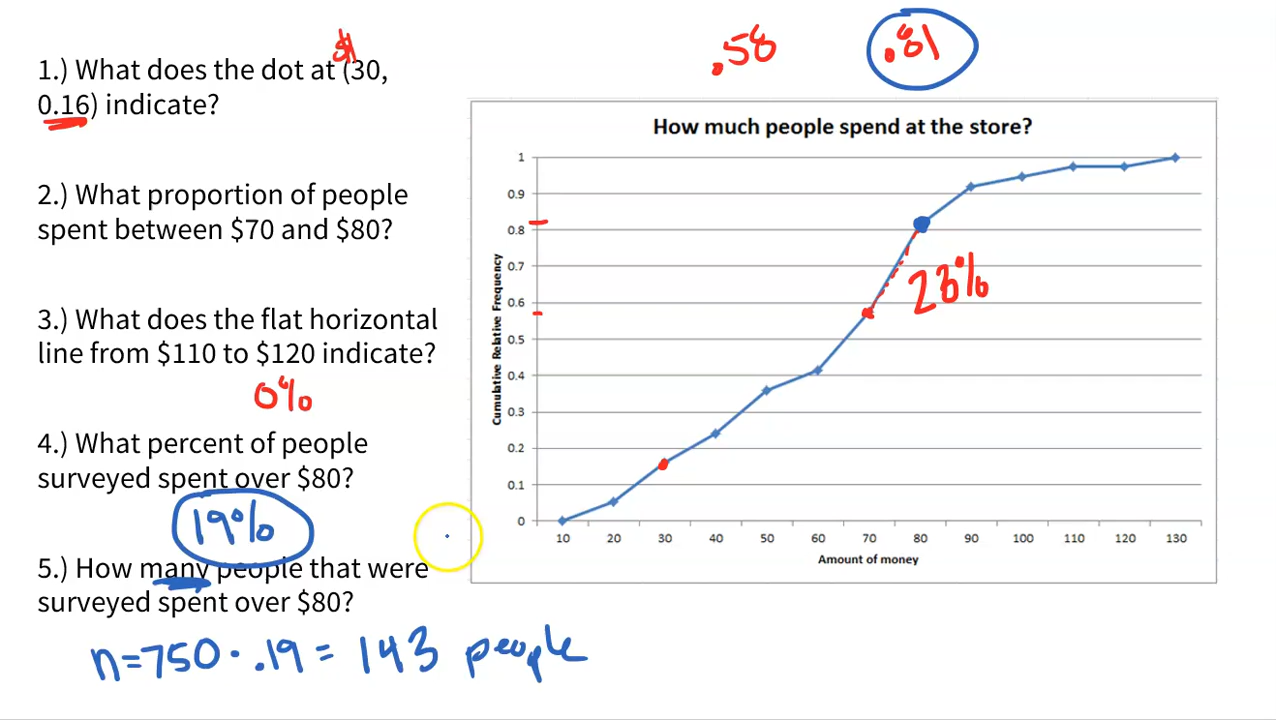 .58
.81
$
1.) What does the dot at (30,
0.16) indicate?
2.) What proportion of people
spent between $70 and $80?
3.) What does the flat horizontal
line from $110 to $120 indicate?
0%
4.) What percent of people
surveyed spent over $80?
19%
5.) How many people that were
surveyed spent over $80?
n=750 · .19 = 143 people
How much people spend at the store?
Cumulative Relative Frequency
1
0.9
0.8
0.7
0.6
0.5
0.4
0.3
0.2
0.1
0
23%
10 20 30 40 50 60 70 80 90 100 110 120 130
Amount of money